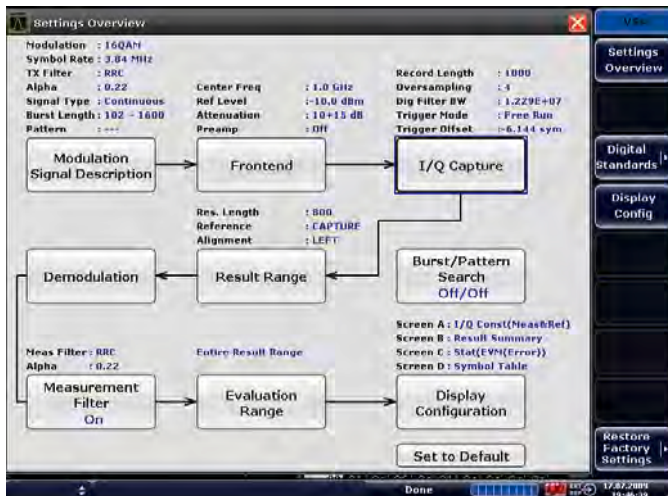 Settings Overview
Modulation : 16QAM
Symbol Rate : 3.84 MHz
TX Filter : RRC
Alpha : 0.22
Signal Type : Continuous
Burst Length : 102 - 1600
Pattern : ---
Center Freq : 1.0 GHz
Ref Level : -10.0 dBm
Attenuation : 10+15 dB
Preamp : Off
Record Length : 1000
Oversampling : 4
Dig Filter BW : 1.229E+07
Trigger Mode : Free Run
Trigger Offset : -6.144 sym
Modulation
Signal Description
Frontend
I/Q Capture
Res. Length : 800
Reference : CAPTURE
Alignment : LEFT
Demodulation
Result Range
Burst/Pattern
Search
Off/Off
Screen A : I/Q Const(Meas&Ref)
Screen B : Result Summary
Screen C : Stat(EVM(Error))
Screen D : Symbol Table
Meas Filter : RRC
Alpha : 0.22
Entire Result Range
Measurement
Filter
On
Evaluation
Range
Display
Configuration
Set to Default
VSA
Settings
Overview
Digital
Standards
Display
Config
Restore
Factory
Settings
Done
17.07.2009